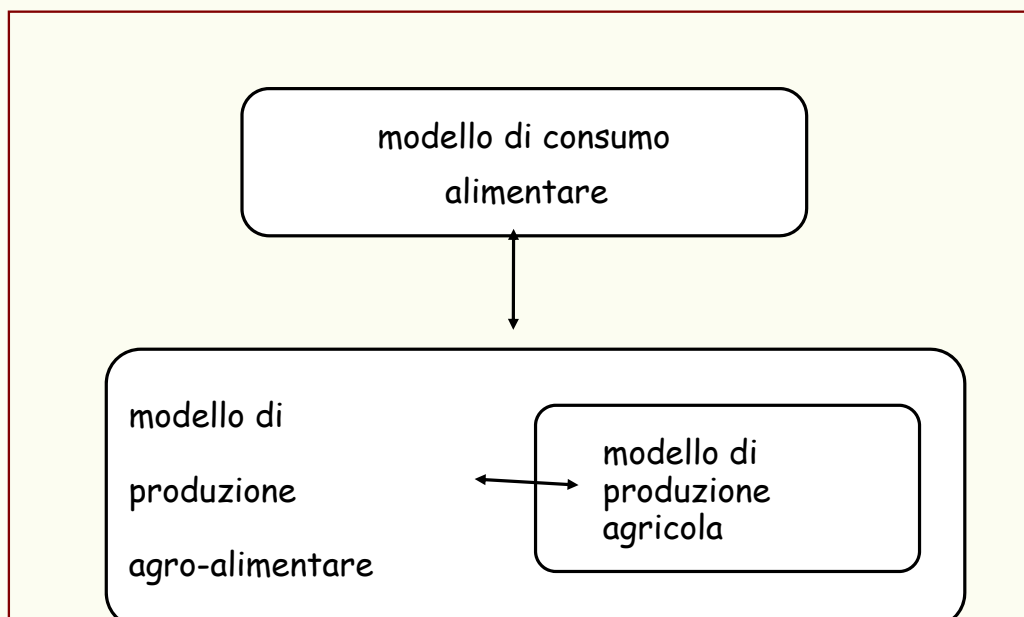 modello di consumo
alimentare
modello di
produzione
agro-alimentare
modello di
produzione
agricola